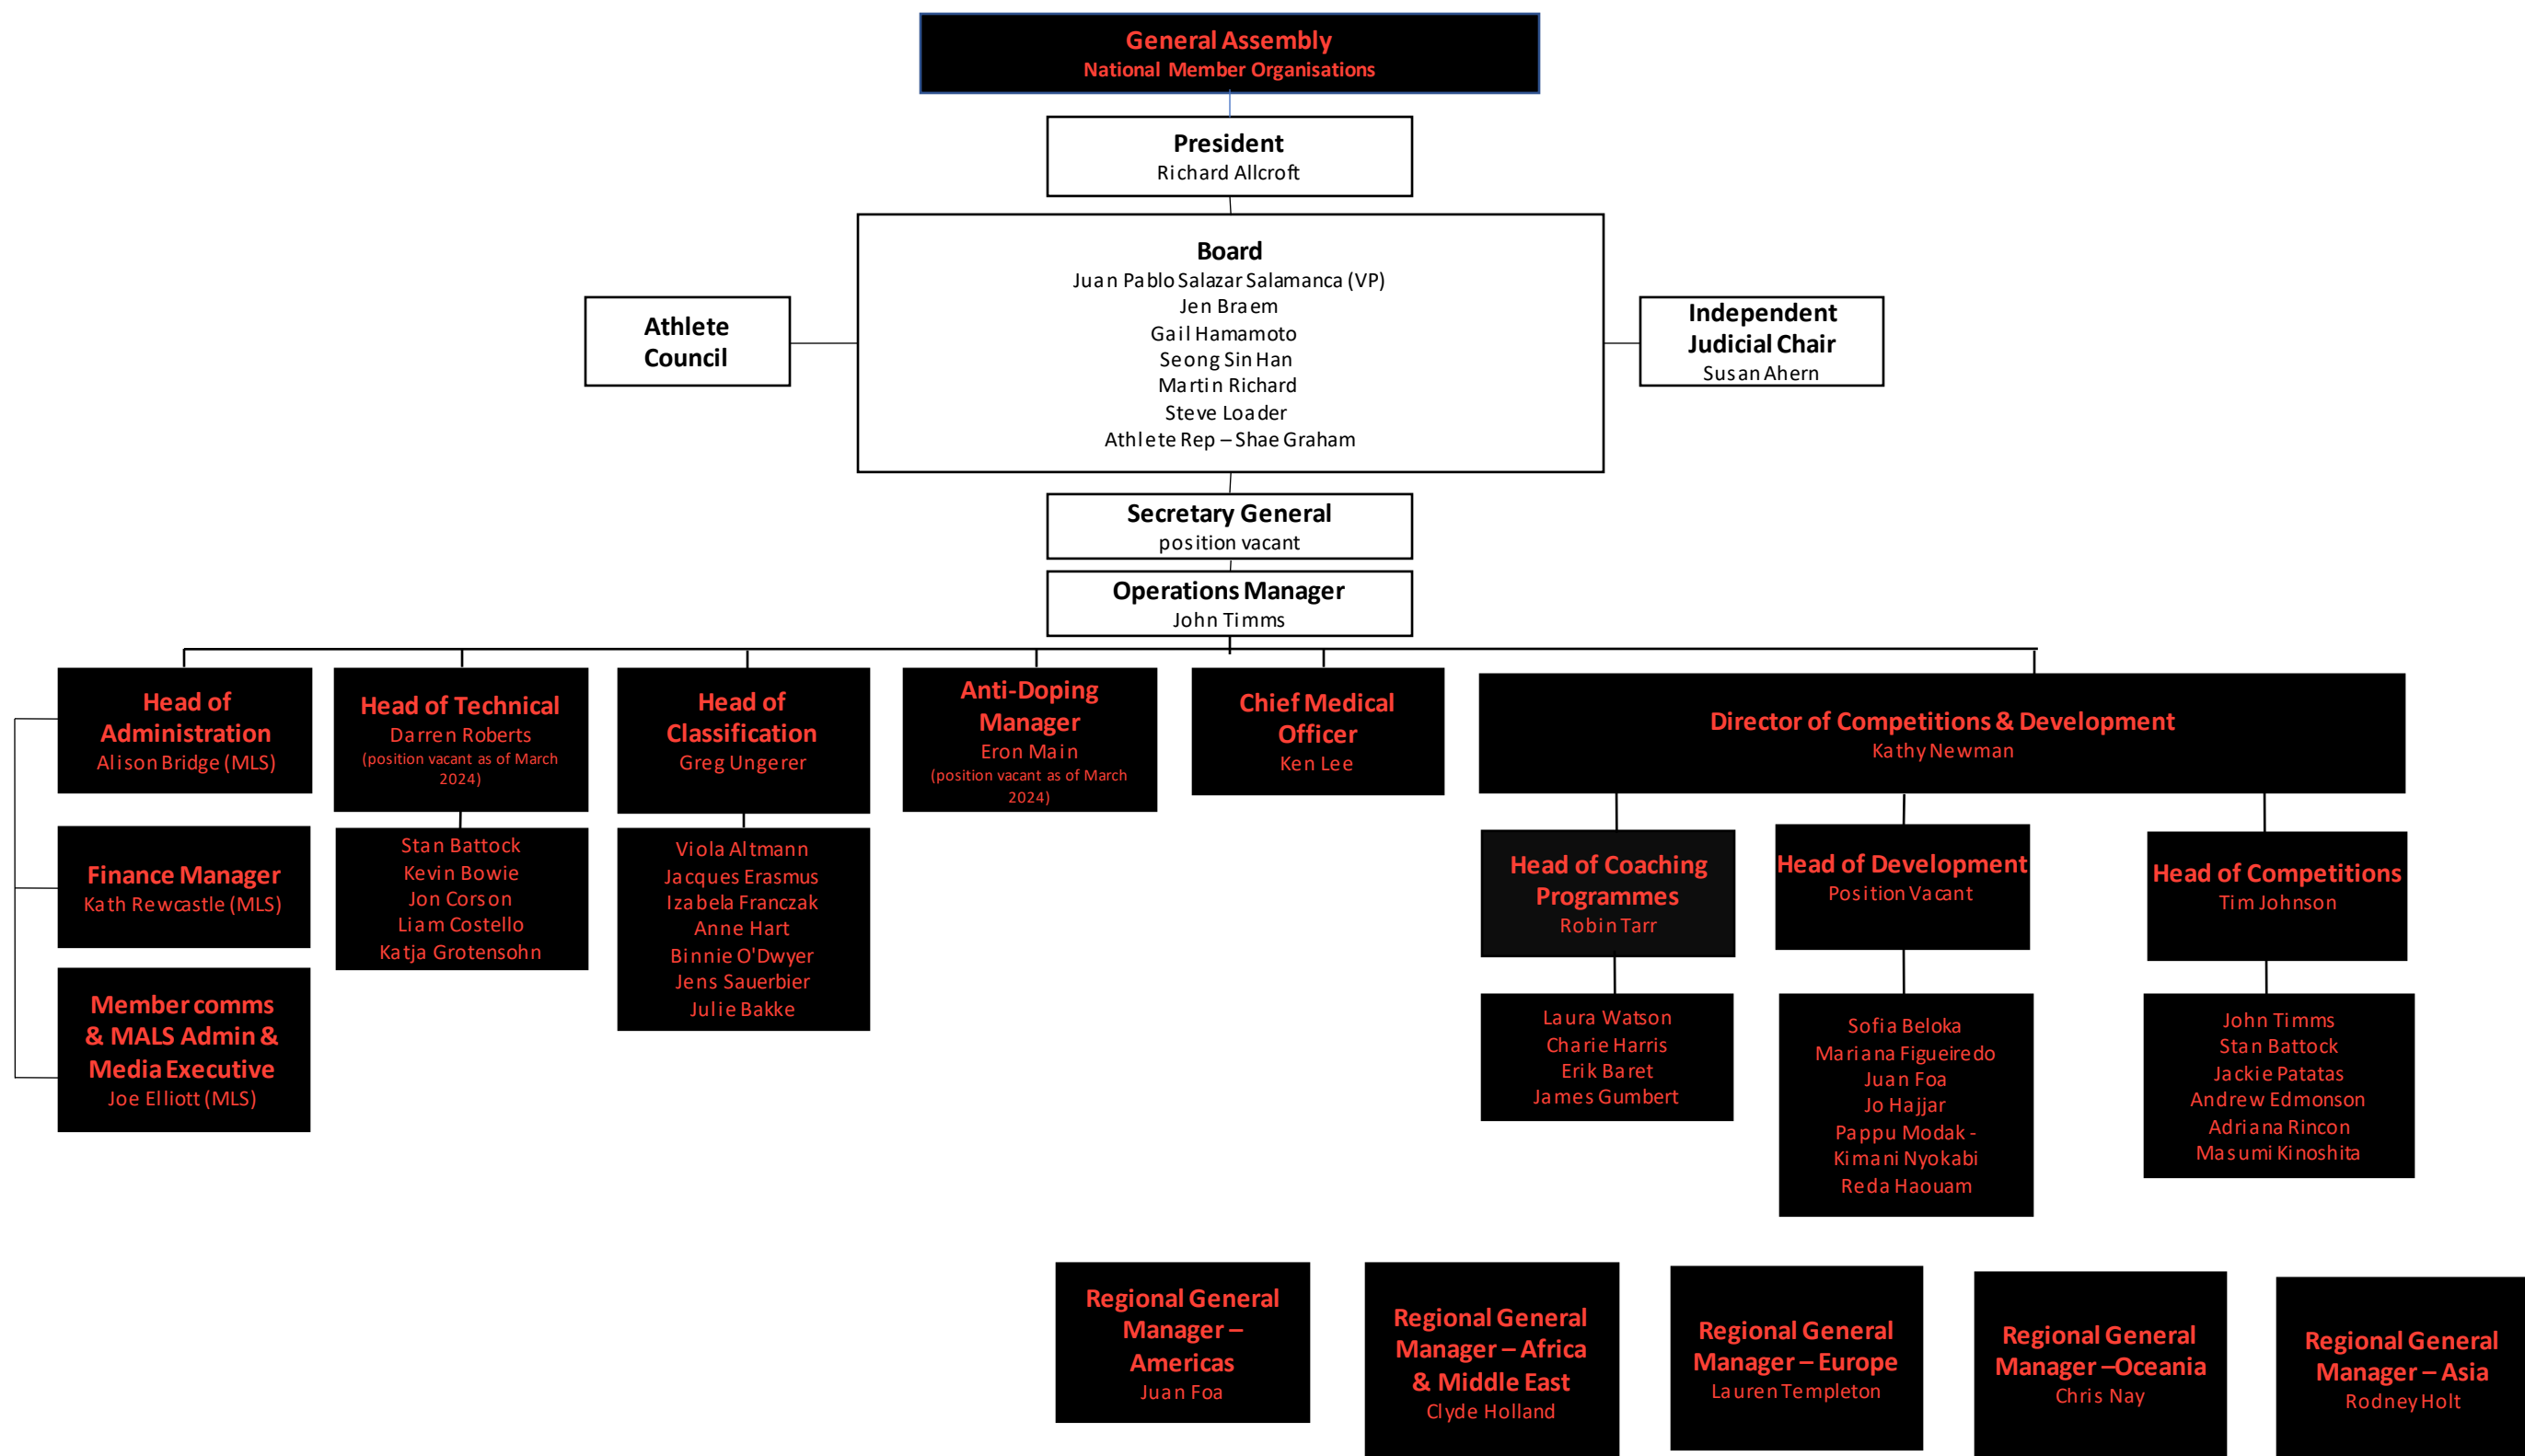 General Assembly
National Member Organisations
President
Richard Allcroft
Board
Juan Pablo Salazar Salamanca (VP)
Jen Braem
Gail Hamamoto
Seong Sin Han
Martin Richard
Steve Loader
Athlete Rep – Shae Graham
Athlete
Council
Independent
Judicial Chair
Susan Ahern
Secretary General
position vacant
Operations Manager
John Timms
Head of
Administration
Alison Bridge (MLS)
Head of Technical
Darren Roberts
(position vacant as of March
2024)
Head of
Classification
Greg Ungerer
Anti-Doping
Manager
Eron Main
(position vacant as of March
2024)
Chief Medical
Officer
Ken Lee
Director of Competitions & Development
Kathy Newman
Finance Manager
Kath Rewcastle (MLS)
Member comms
& MALS Admin &
Media Executive
Joe Elliott (MLS)
Stan Battock
Kevin Bowie
Jon Corson
Liam Costello
Katja Grotensohn
Viola Altmann
Jacques Erasmus
Izabela Franczak
Anne Hart
Binnie O'Dwyer
Jens Sauerbier
Julie Bakke
Head of Coaching
Programmes
Robin Tarr
Head of Development
Position Vacant
Head of Competitions
Tim Johnson
Laura Watson
Charie Harris
Erik Baret
James Gumbert
Sofia Beloka
Mariana Figueiredo
Juan Foa
Jo Hajjar
Pappu Modak -
Kimani Nyokabi
Reda Haouam
John Timms
Stan Battock
Jackie Patatas
Andrew Edmonson
Adriana Rincon
Masumi Kinoshita
Regional General
Manager –
Americas
Juan Foa
Regional General
Manager – Africa
& Middle East
Clyde Holland
Regional General
Manager – Europe
Lauren Templeton
Regional General
Manager –Oceania
Chris Nay
Regional General
Manager – Asia
Rodney Holt